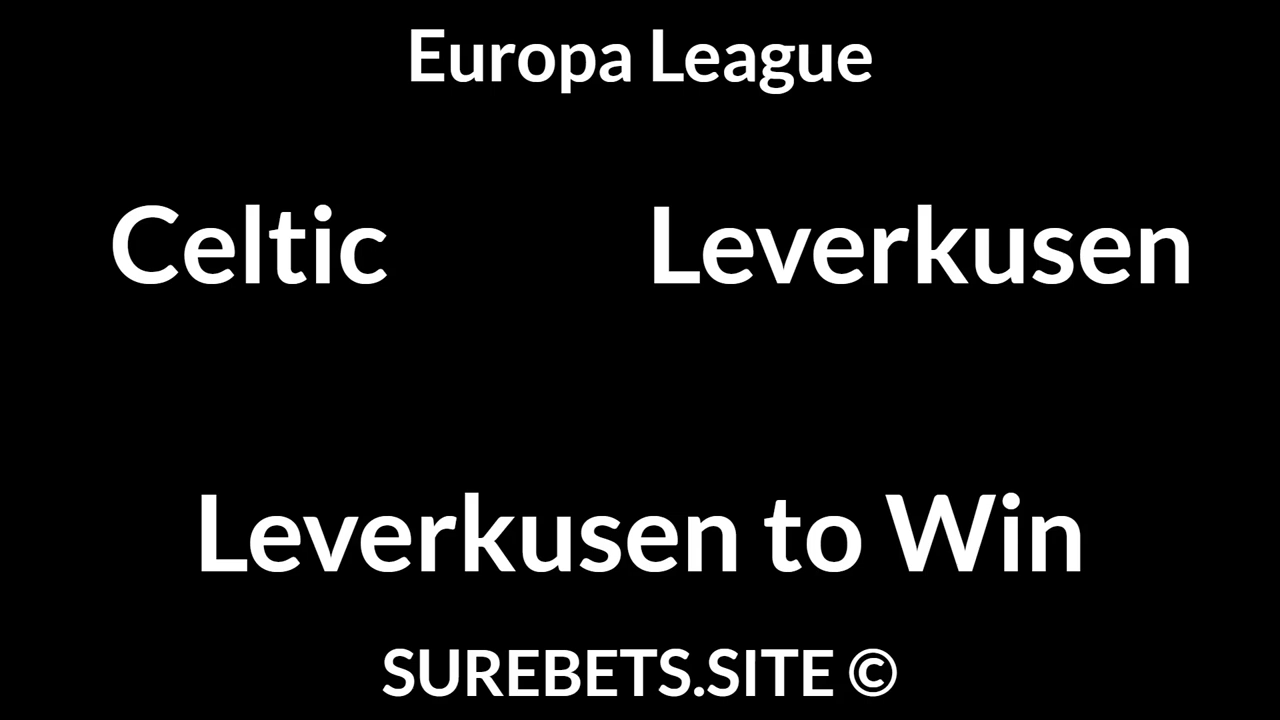 Europa League
Celtic Leverkusen
Leverkusen to Win
SUREBETS.SITE ©